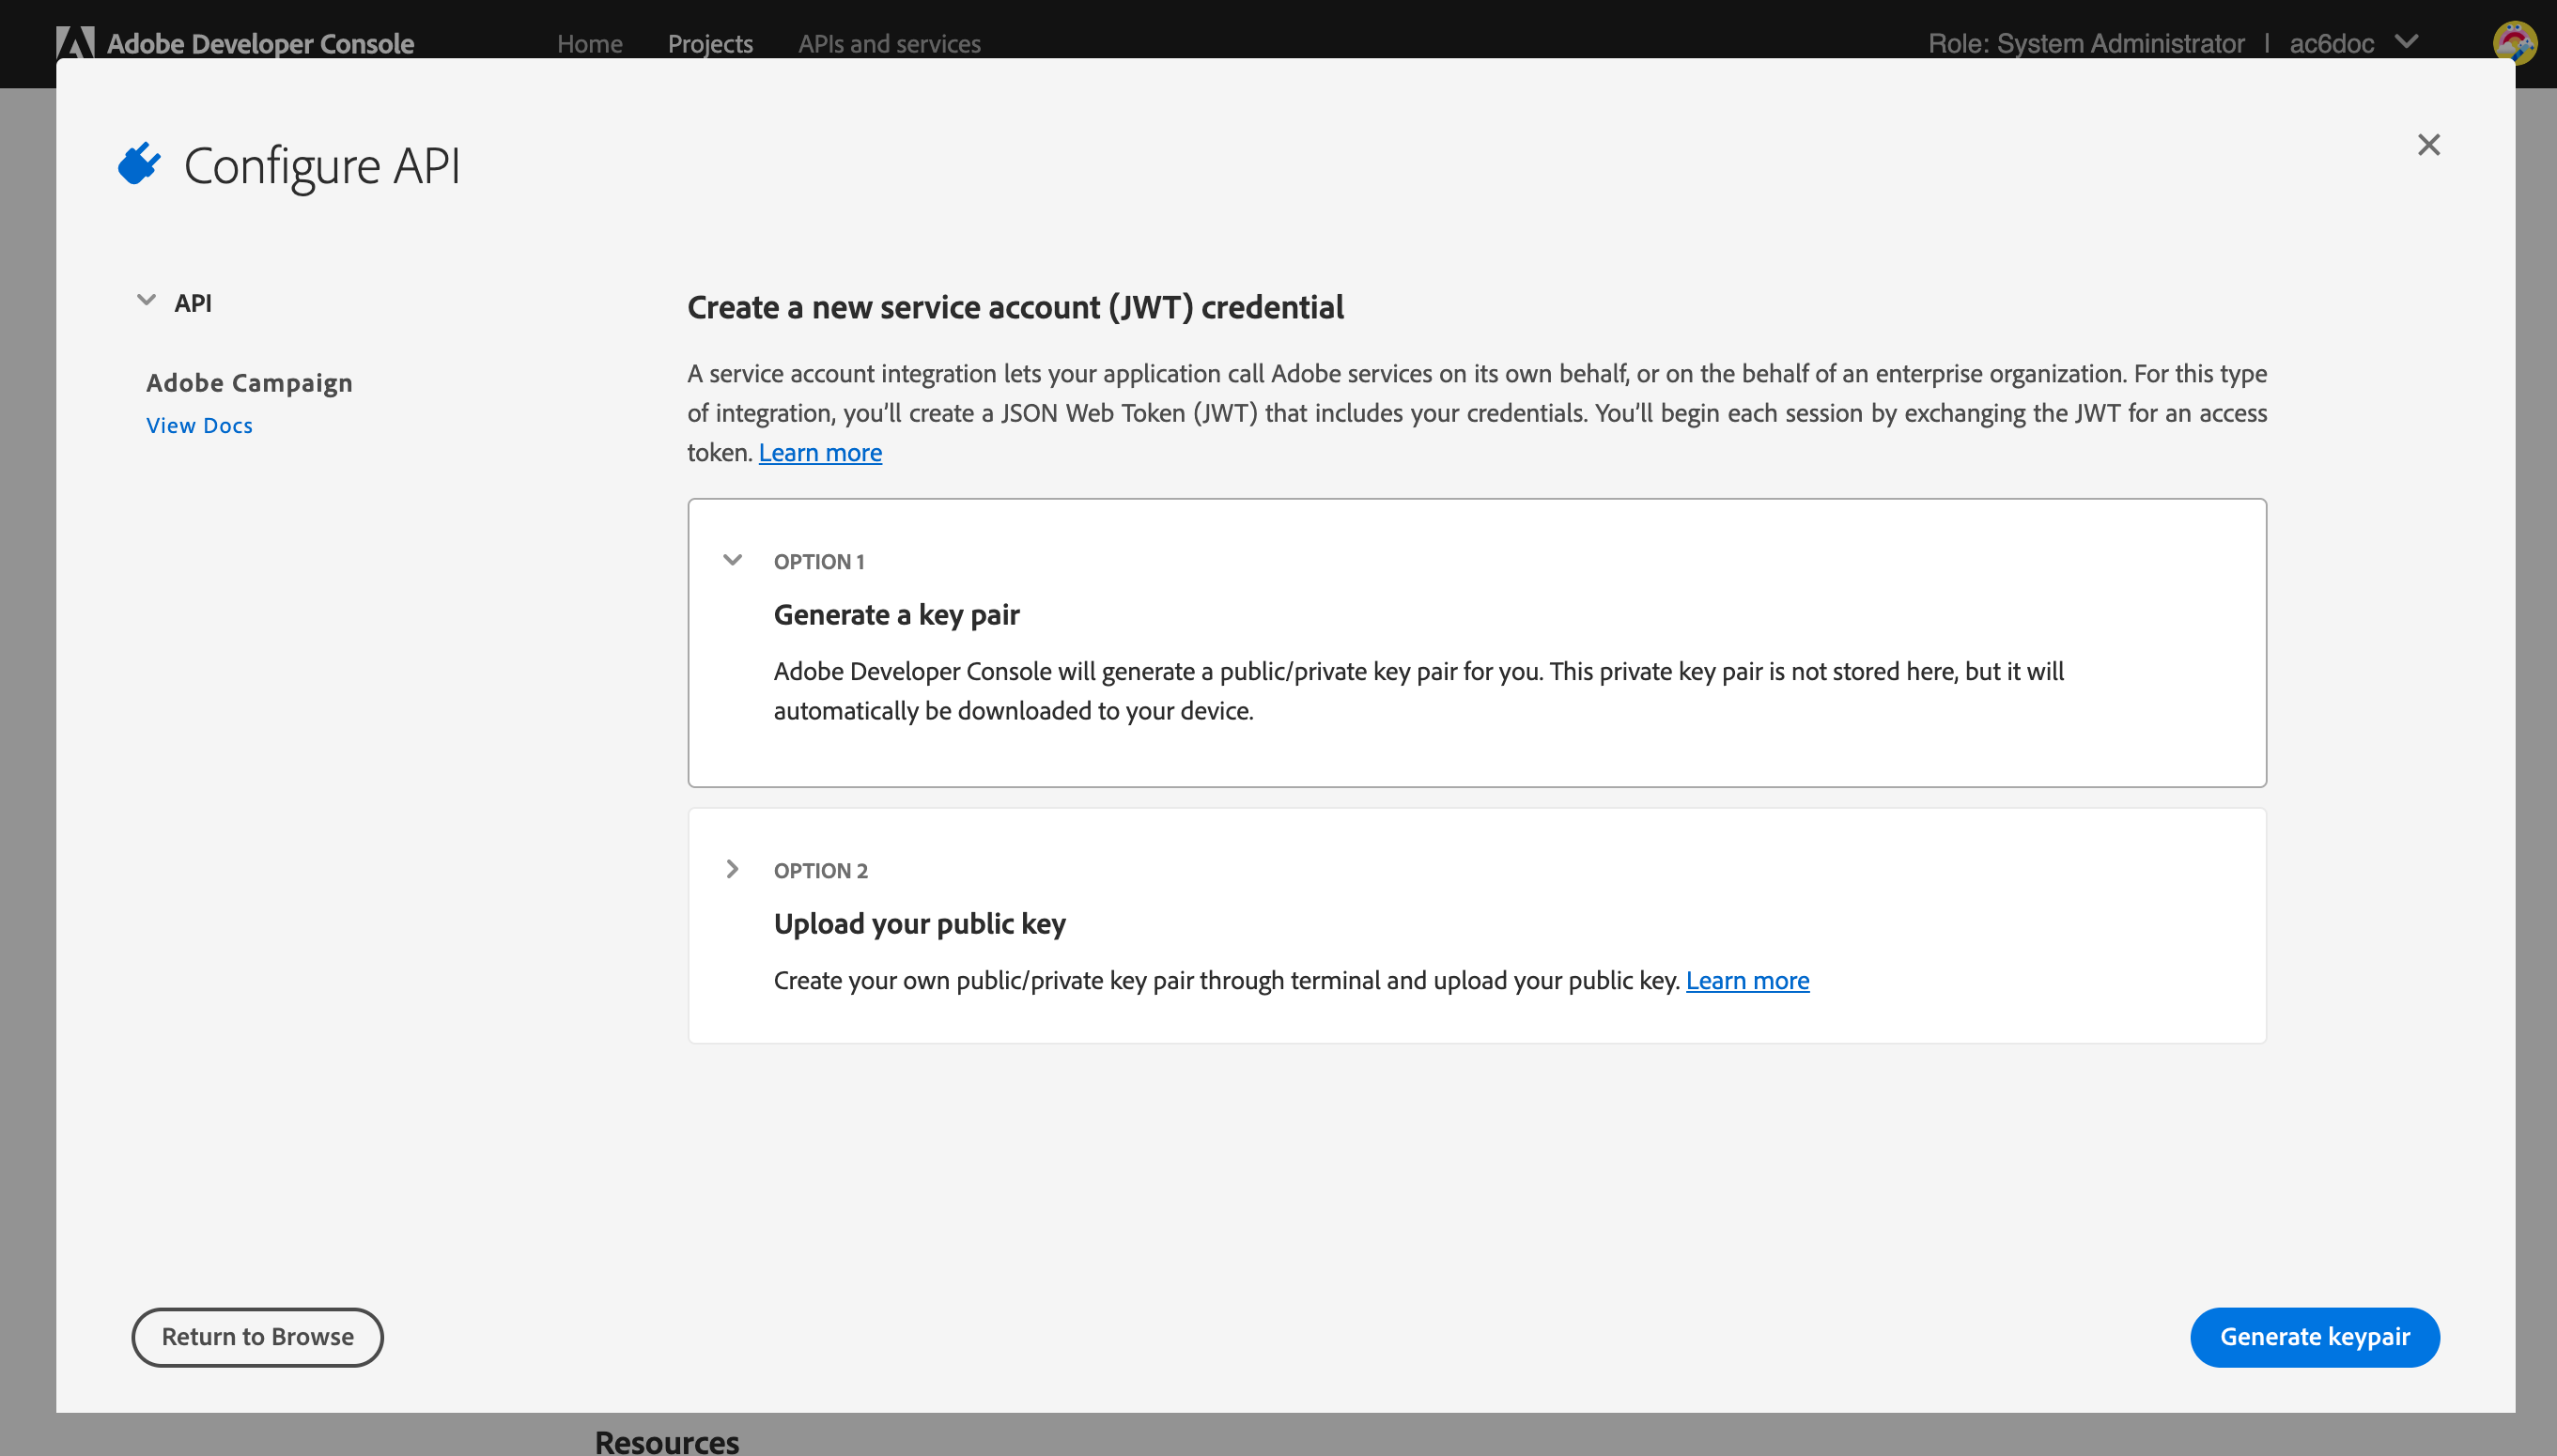 Adobe Developer Console
Home
Projects
APIs and services
Role: System Administrator | ac6doc
Configure API
API
Adobe Campaign
View Docs
Create a new service account (JWT) credential
A service account integration lets your application call Adobe services on its own behalf, or on the behalf of an enterprise organization. For this type
of integration, you’ll create a JSON Web Token (JWT) that includes your credentials. You’ll begin each session by exchanging the JWT for an access
token. Learn more
OPTION 1
Generate a key pair
Adobe Developer Console will generate a public/private key pair for you. This private key pair is not stored here, but it will
automatically be downloaded to your device.
OPTION 2
Upload your public key
Create your own public/private key pair through terminal and upload your public key. Learn more
Return to Browse
Generate keypair
Resources